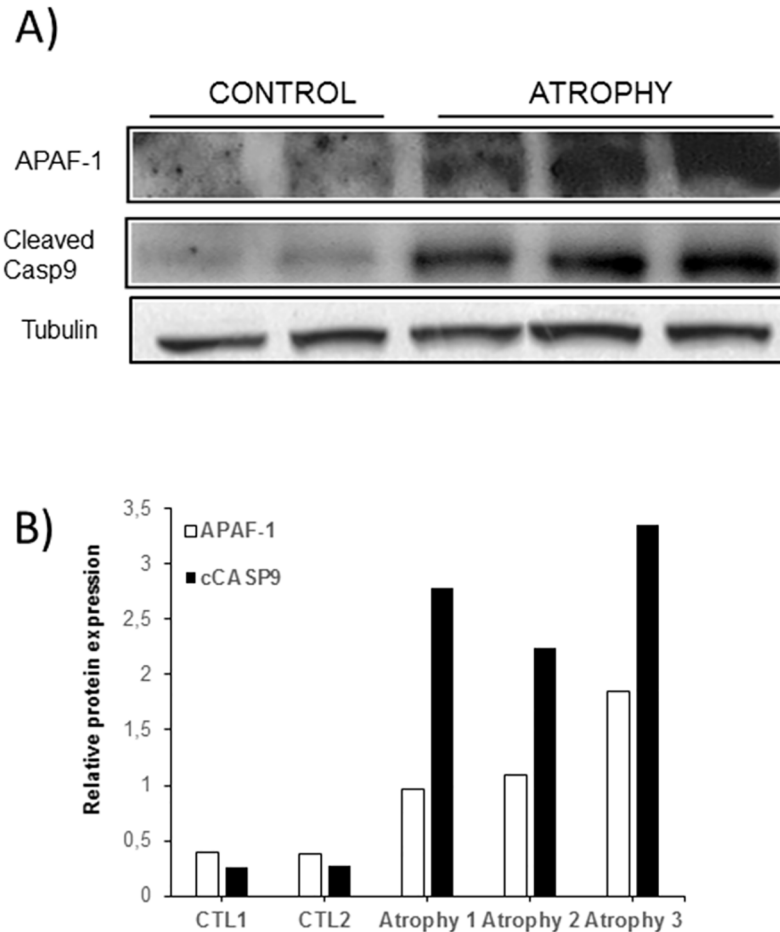 A)
CONTROL ATROPHY
APAF-1
Cleaved
Casp9
Tubulin
B)
Relative protein expression
3,5
3
2,5
2
1,5
1
0,5
0
APAF-1
cCASP9
CTL1 CTL2 Atrophy 1 Atrophy 2 Atrophy 3